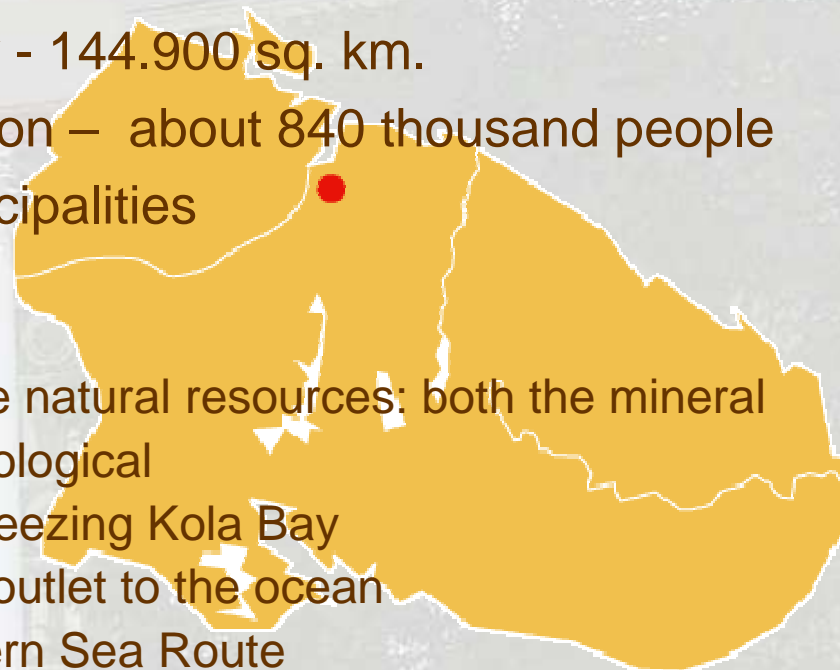 - 144.900 sq. km.
on – about 840 thousand people
cipalities
e natural resources: both the mineral
ological
eezing Kola Bay
outlet to the ocean
ern Sea Route